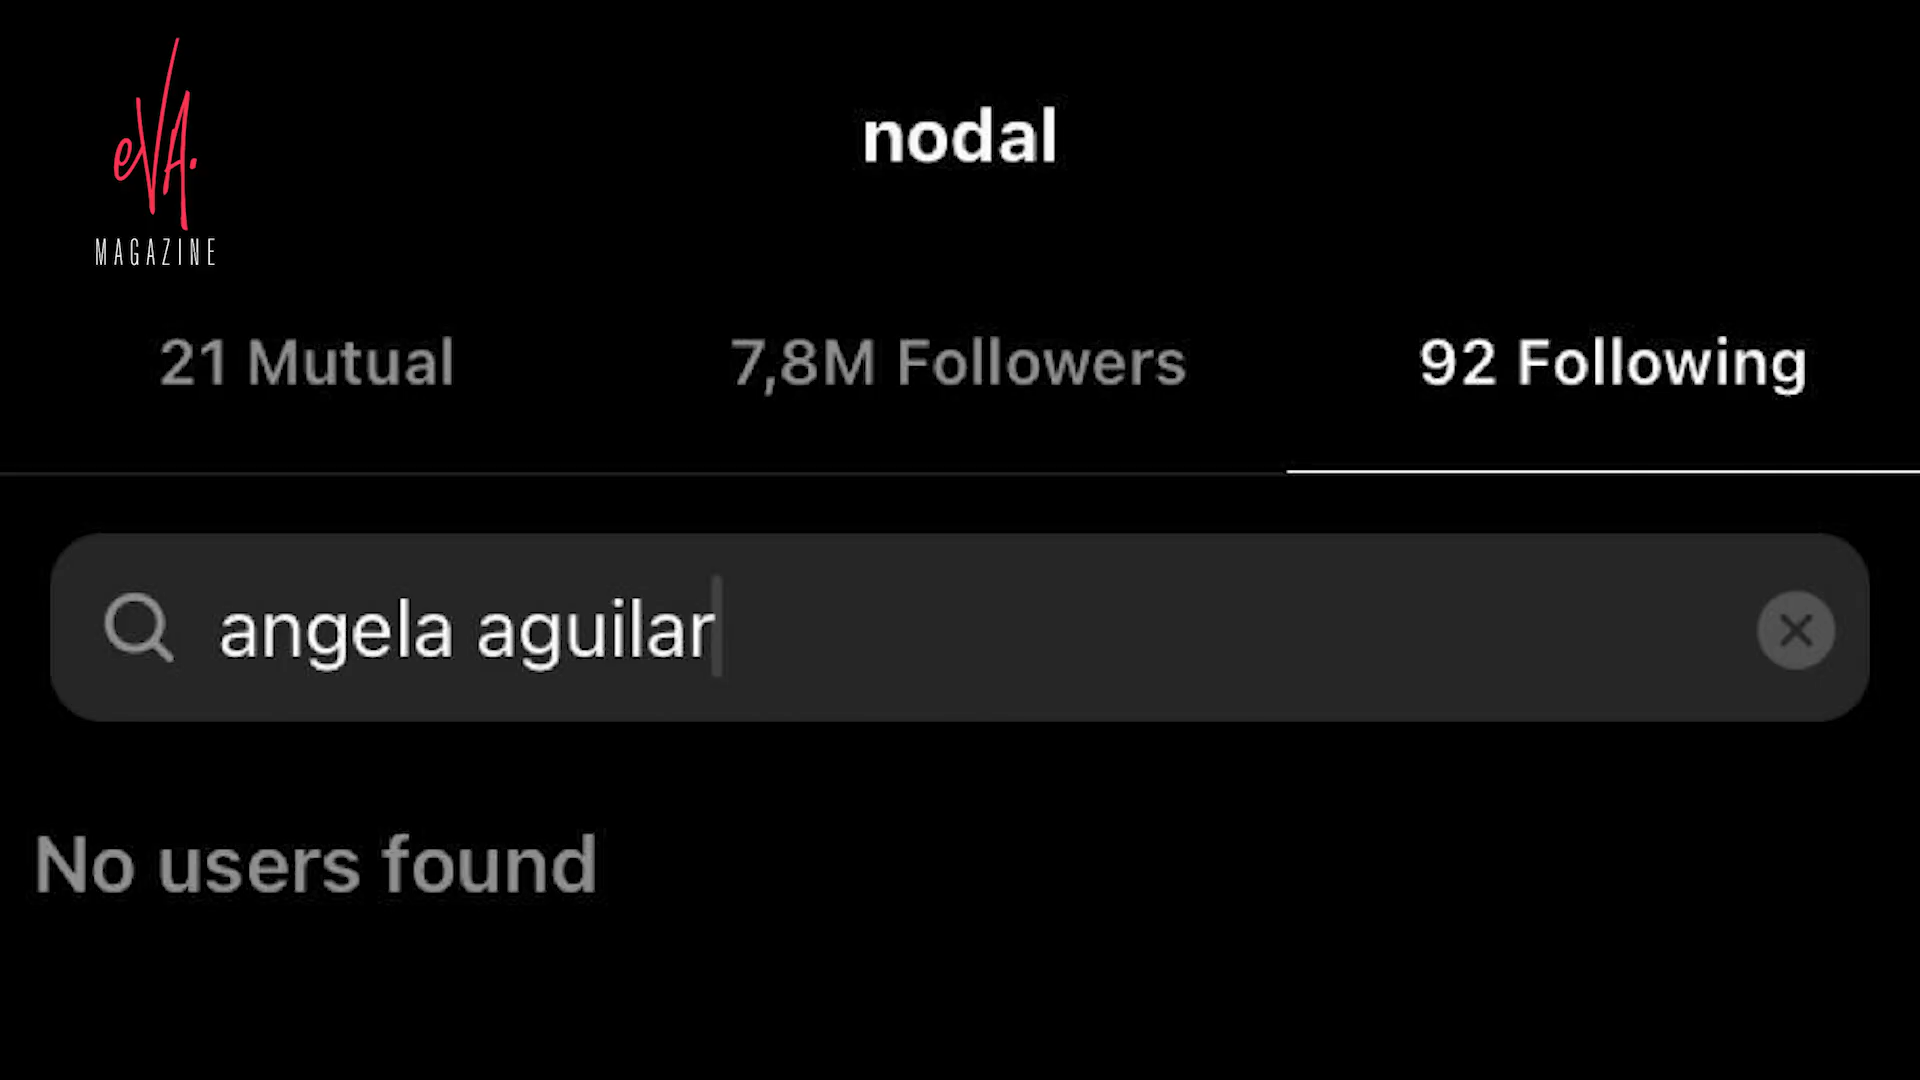 eVA.
MAGAZINE
nodal
21 Mutual
7,8M Followers
92 Following
angela aguilar
No users found